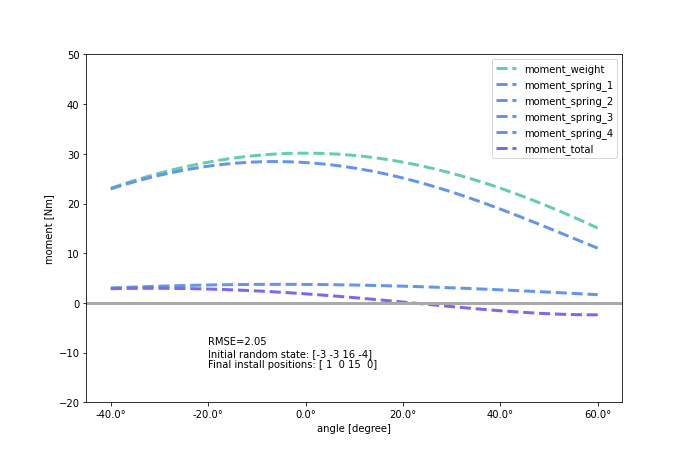 50
40
30
20
10
0
−10
−20
moment [Nm]
moment_weight
moment_spring_1
moment_spring_2
moment_spring_3
moment_spring_4
moment_total
RMSE=2.05
Initial random state: [-3 -3 16 -4]
Final install positions: [ 1  0 15  0]
-40.0° -20.0° 0.0° 20.0° 40.0° 60.0°
angle [degree]